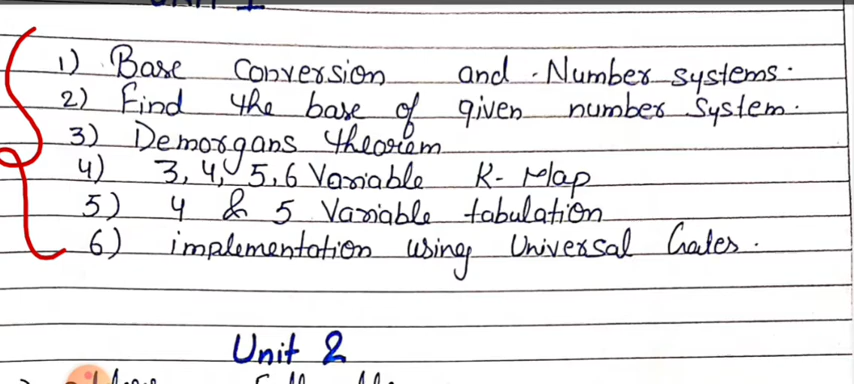 1) Base Conversion and Number systems.
2) Find the base of given number System.
3) Demorgans theorem
4) 3, 4, 5, 6 Variable K-Map
5) 4 & 5 Variable tabulation
6) implementation using Universal Gates.
Unit 2